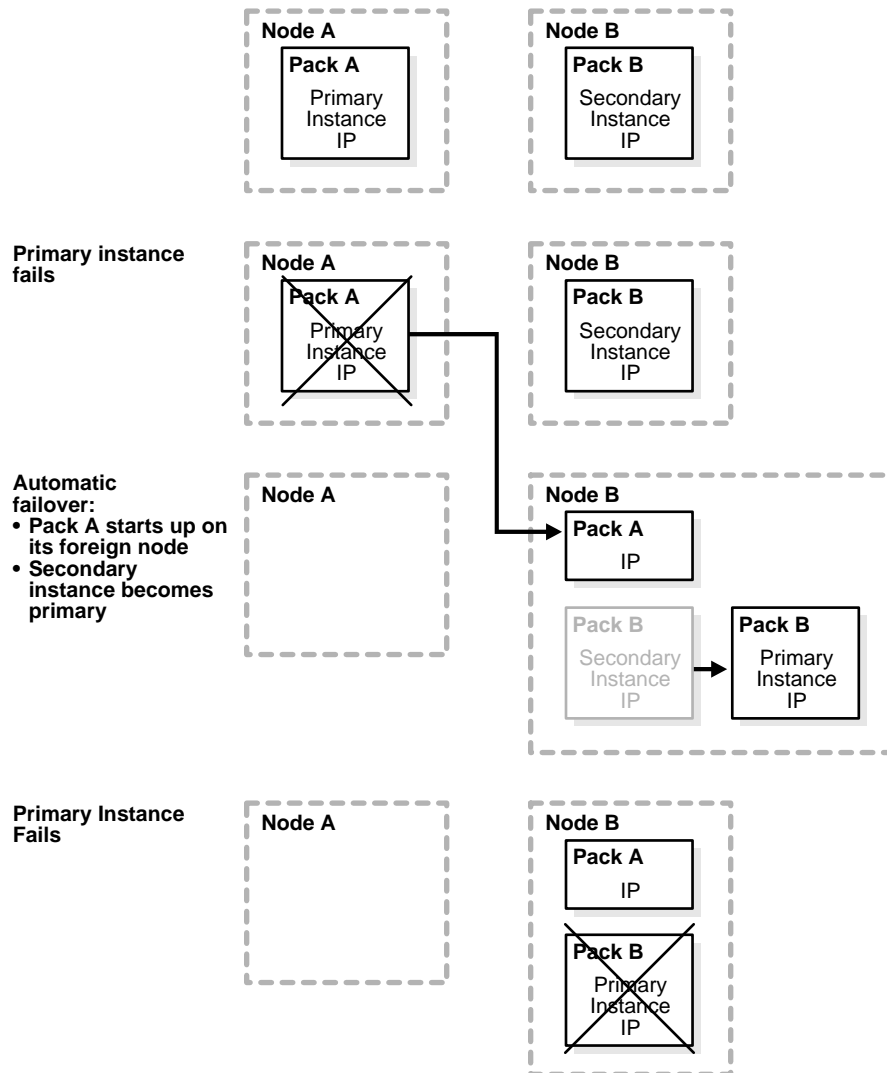 Node A
Pack A
Primary
Instance
IP
Node B
Pack B
Secondary
Instance
IP
Primary instance
fails
Node A
Pack A
Primary
Instance
IP
Node B
Pack B
Secondary
Instance
IP
Automatic
failover:
• Pack A starts up on
its foreign node
• Secondary
instance becomes
primary
Node A
Node B
Pack A
IP
Pack B
Secondary
Instance
IP
Pack B
Primary
Instance
IP
Primary Instance
Fails
Node A
Node B
Pack A
IP
Pack B
Primary
Instance
IP